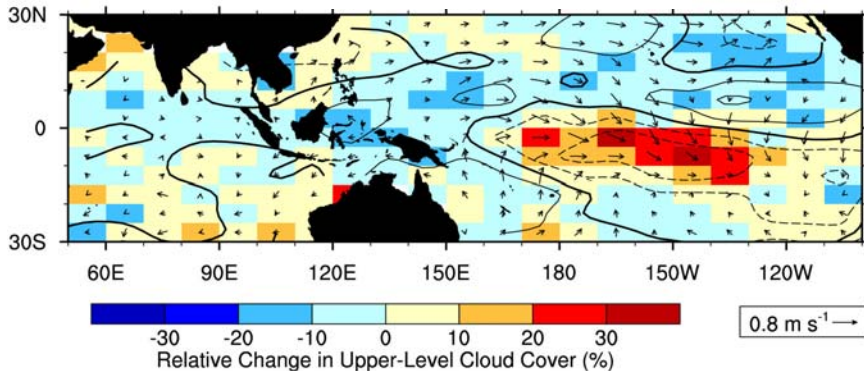 30N
0
30S
60E 90E 120E 150E 180 150W 120W
-30 -20 -10 0 10 20 30
0.8 m s⁻¹
Relative Change in Upper-Level Cloud Cover (%)